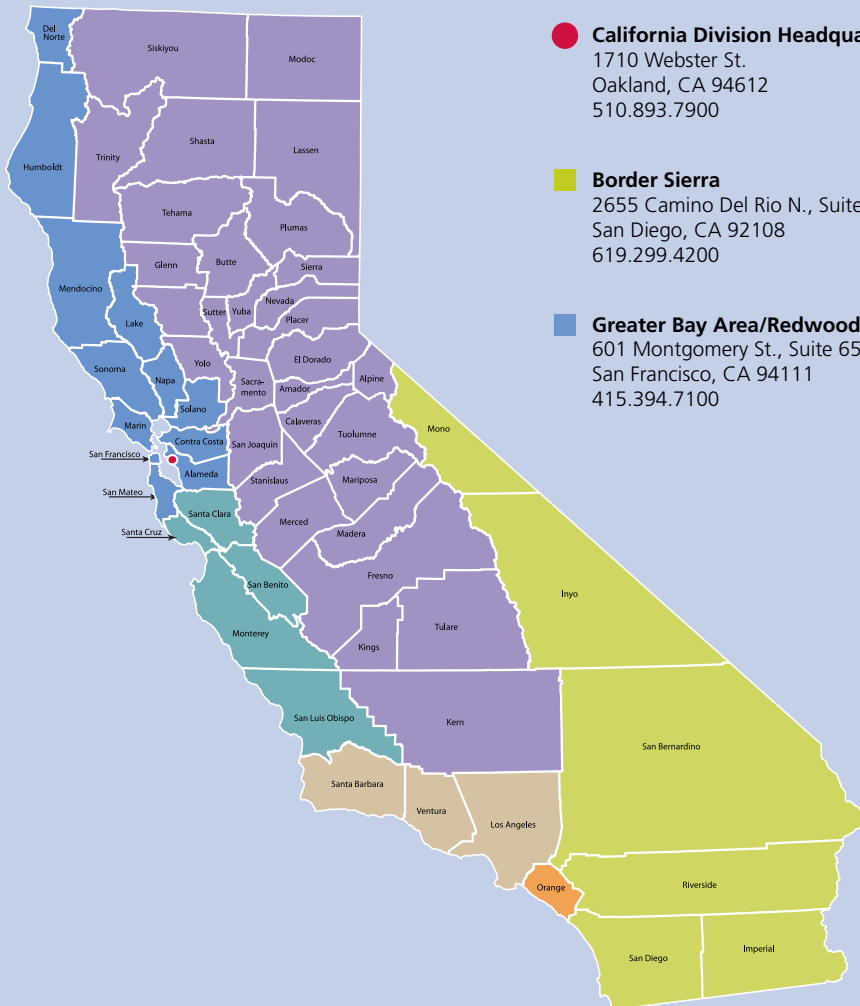 California Division Headqua
1710 Webster St.
Oakland, CA 94612
510.893.7900
Border Sierra
2655 Camino Del Rio N., Suite
San Diego, CA 92108
619.299.4200
Greater Bay Area/Redwood
601 Montgomery St., Suite 65
San Francisco, CA 94111
415.394.7100
Del
Norte
Siskiyou
Modoc
Humboldt
Trinity
Shasta
Lassen
Tehama
Plumas
Mendocino
Glenn
Butte
Sierra
Lake
Sutter
Yuba
Nevada
Placer
Sonoma
Napa
Yolo
El Dorado
Sacra-
mento
Amador
Alpine
Solano
Marin
Contra Costa
San Joaquin
Calaveras
Tuolumne
Mono
San Francisco
Alameda
Stanislaus
Mariposa
San Mateo
Santa Clara
Merced
Madera
Santa Cruz
San Benito
Fresno
Inyo
Monterey
Kings
Tulare
San Luis Obispo
Kern
San Bernardino
Santa Barbara
Ventura
Los Angeles
Orange
Riverside
San Diego
Imperial